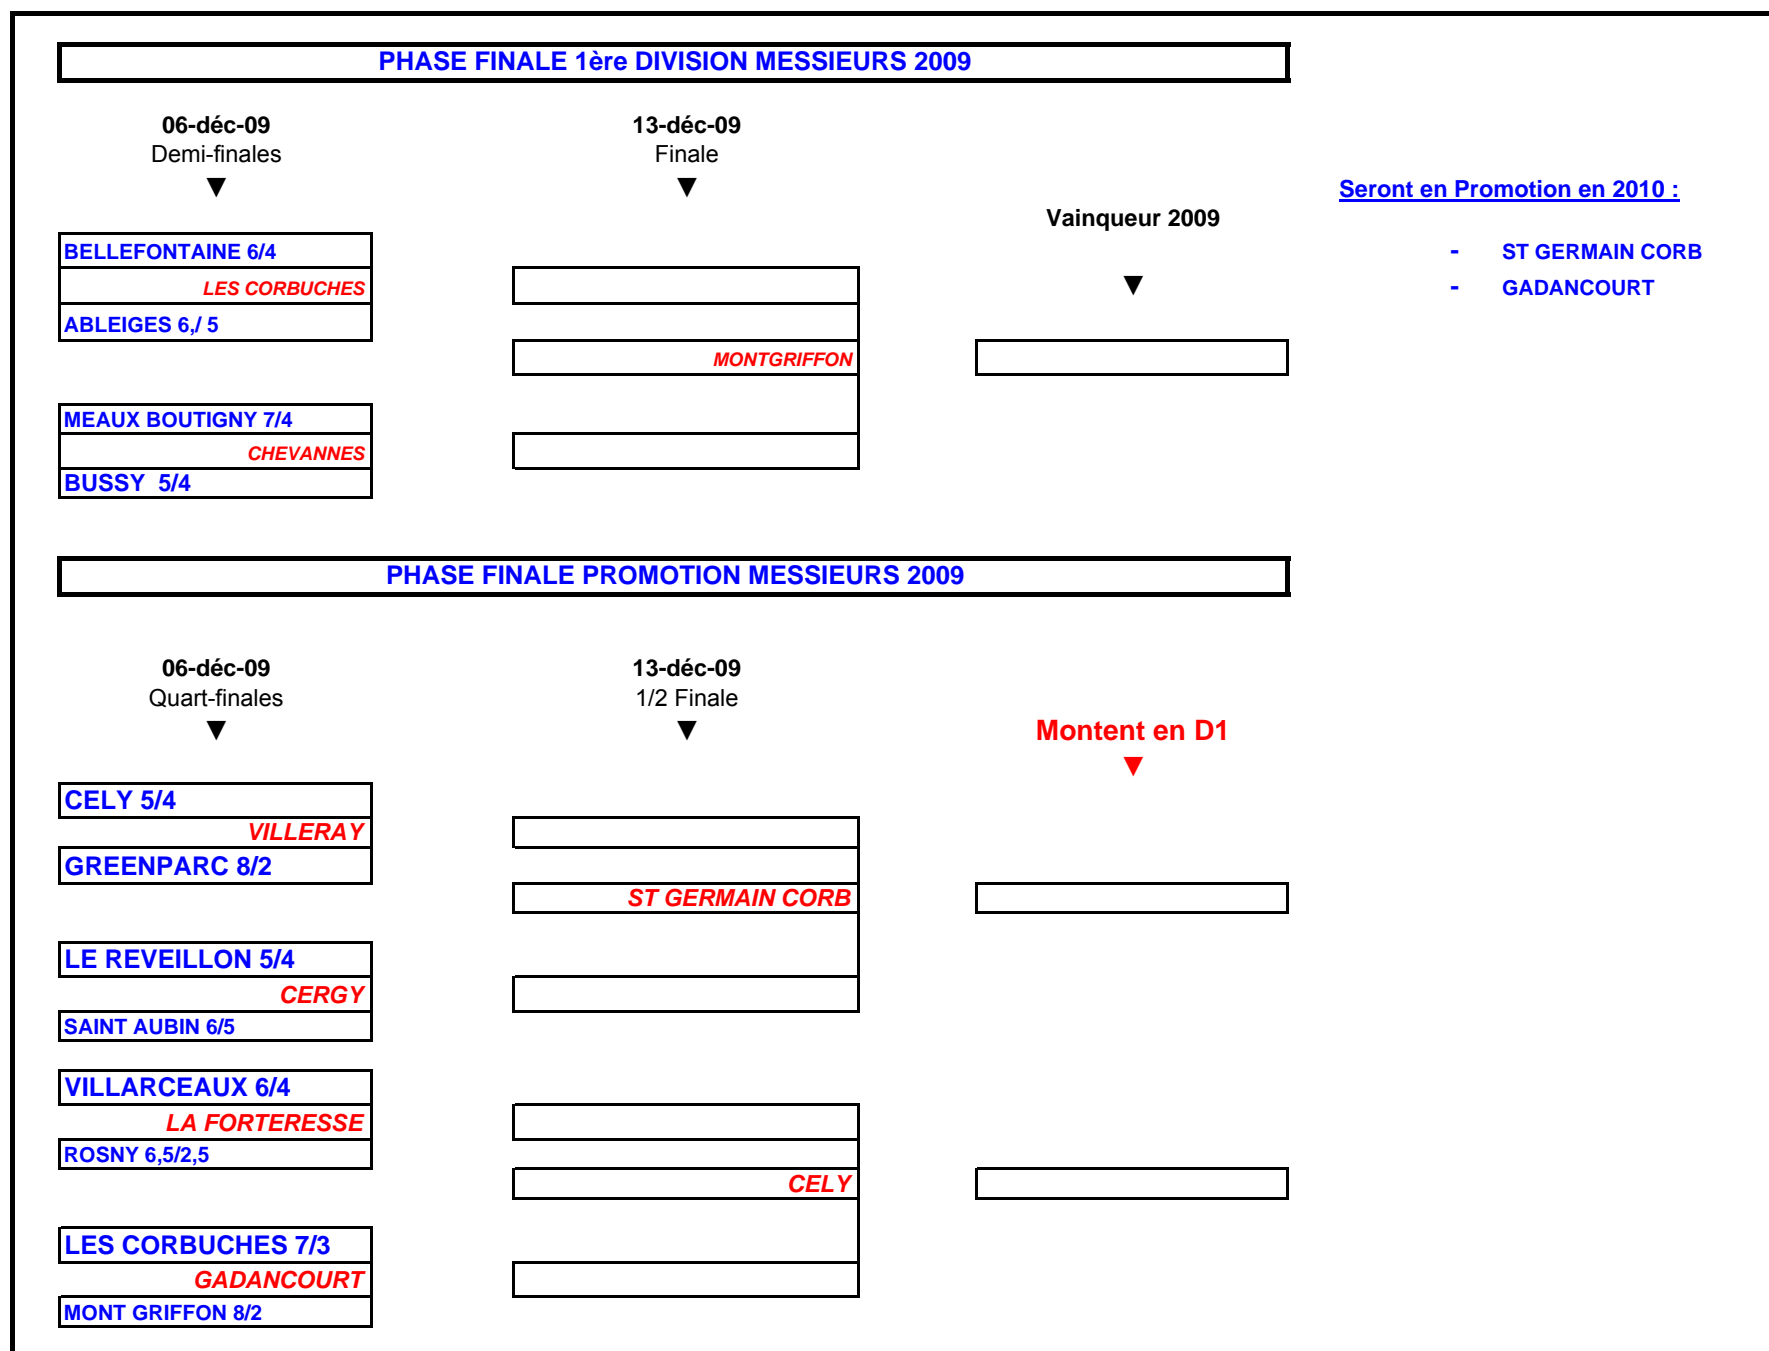 PHASE FINALE 1ère DIVISION MESSIEURS 2009
06-déc-09
Demi-finales
▼
13-déc-09
Finale
▼
Seront en Promotion en 2010 :
Vainqueur 2009
▼
- ST GERMAIN CORB
- GADANCOURT
BELLEFONTAINE 6/4
LES CORBUCHES
ABLEIGES 6,/ 5
MONTGRIFFON
MEAUX BOUTIGNY 7/4
CHEVANNES
BUSSY  5/4
PHASE FINALE PROMOTION MESSIEURS 2009
06-déc-09
Quart-finales
▼
13-déc-09
1/2 Finale
▼
Montent en D1
▼
CELY 5/4
VILLERAY
GREENPARC 8/2
ST GERMAIN CORB
LE REVEILLON 5/4
CERGY
SAINT AUBIN 6/5
VILLARCEAUX 6/4
LA FORTERESSE
ROSNY 6,5/2,5
CELY
LES CORBUCHES 7/3
GADANCOURT
MONT GRIFFON 8/2